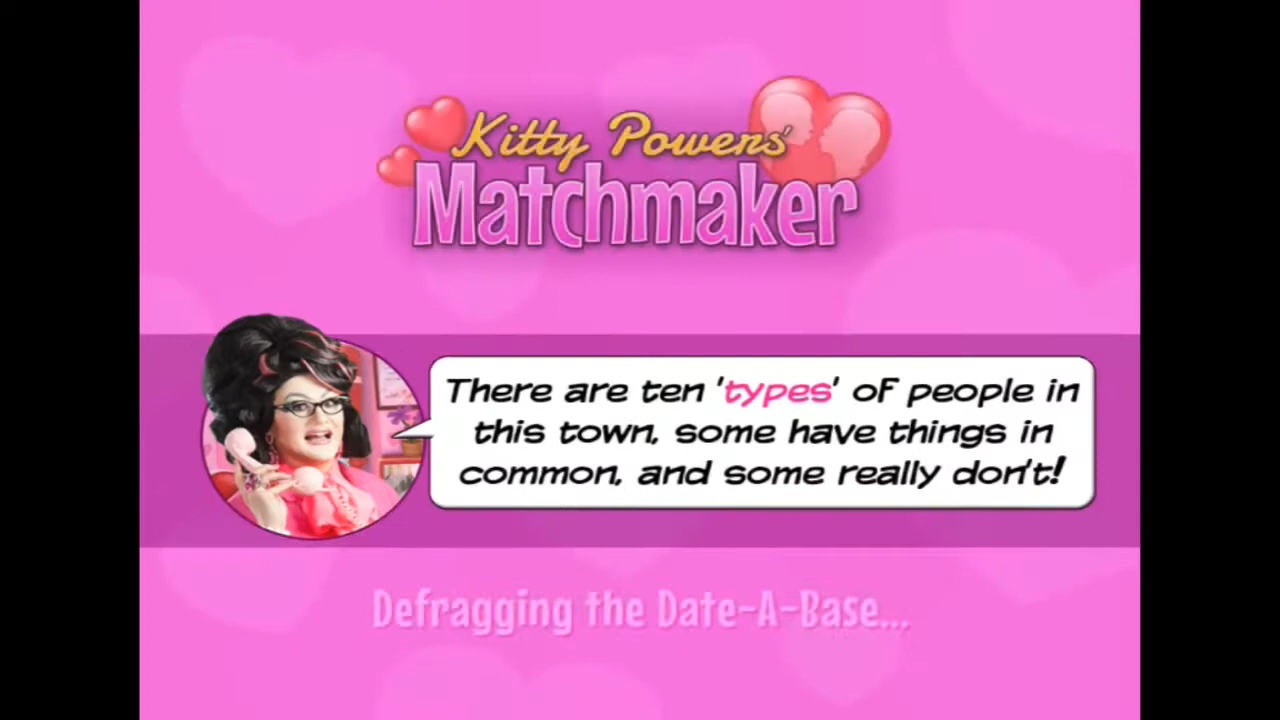 Kitty Powers'
Matchmaker
There are ten 'types' of people in
this town, some have things in
common, and some really don't!
Defragging the Date-A-Base...